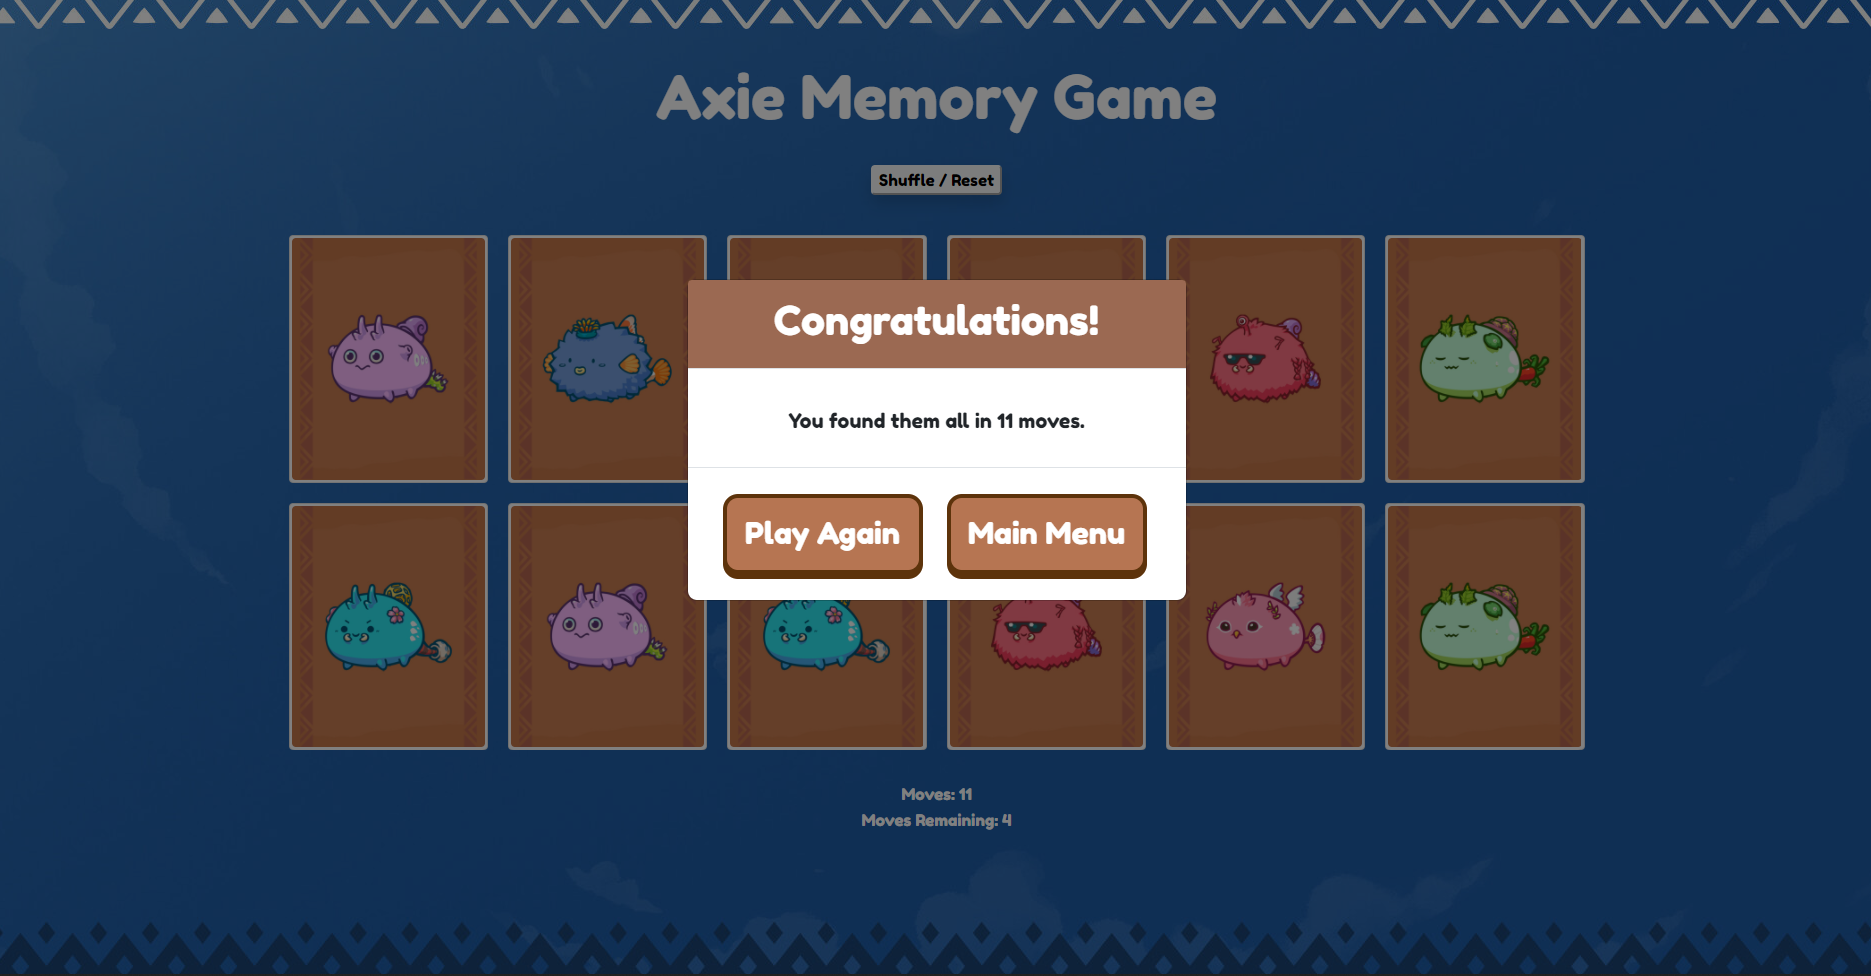 Axie Memory Game
Shuffle / Reset
Congratulations!
You found them all in 11 moves.
Play Again
Main Menu
Moves: 11
Moves Remaining: 4